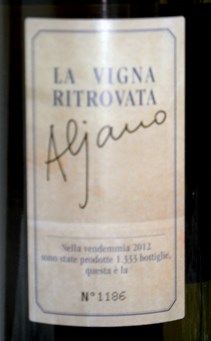 LA VIGNA
RITROVATA
Aljano
Nella vendemmia 2012
sono state prodotte 1.333 bottiglie,
questa è la
N°1186